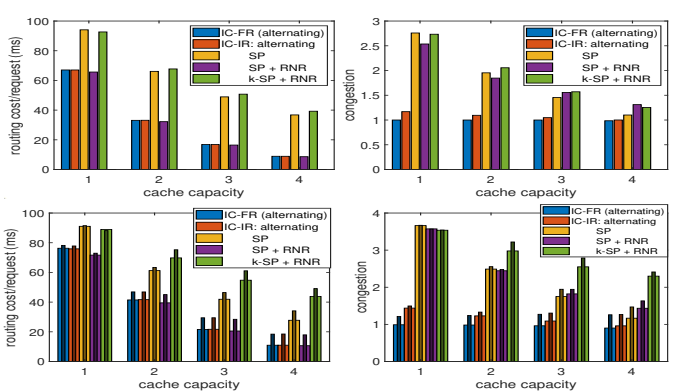 100
80
60
40
20
0
routing cost/request (ms)
IC-FR (alternating)
IC-IR: alternating
SP
SP + RNR
k-SP + RNR
1 2 3 4
cache capacity
3
2.5
2
1.5
1
0.5
0
congestion
IC-FR (alternating)
IC-IR: alternating
SP
SP + RNR
k-SP + RNR
1 2 3 4
cache capacity
100
80
60
40
20
0
routing cost/request (ms)
IC-FR (alternating)
IC-IR: alternating
SP
SP + RNR
k-SP + RNR
1 2 3 4
cache capacity
4
3
2
1
0
congestion
IC-FR (alternating)
IC-IR: alternating
SP
SP + RNR
k-SP + RNR
1 2 3 4
cache capacity